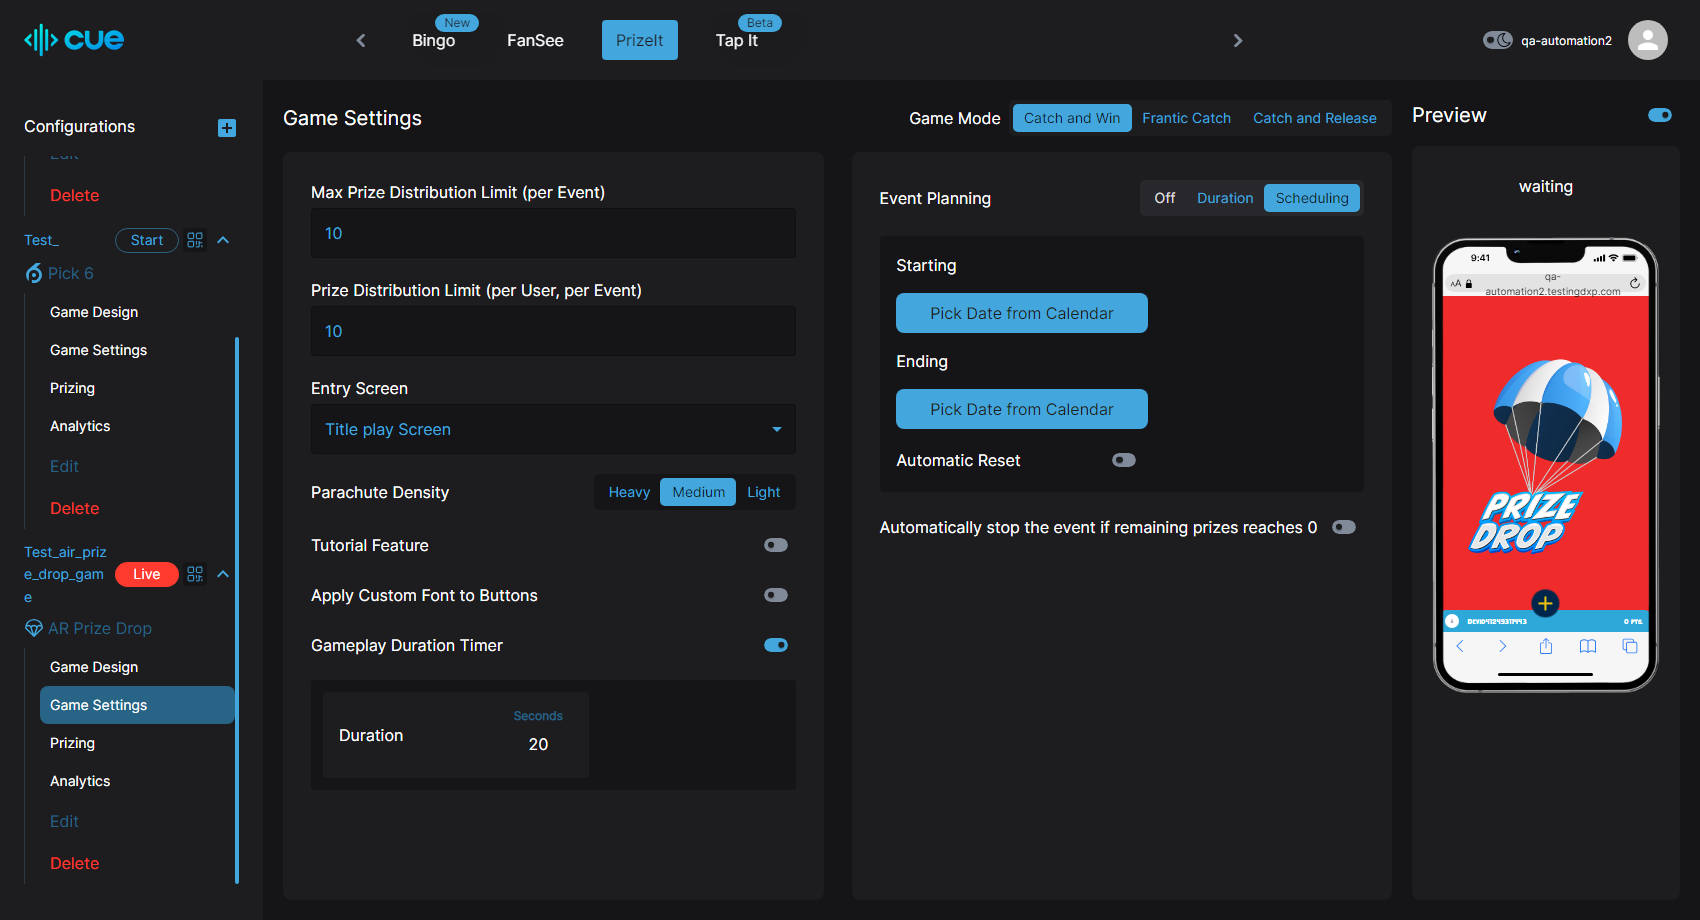 cue
New
Bingo
FanSee
PrizeIt
Beta
Tap It
qa-automation2
Configurations
Edit
Delete
Test_
Start
Pick 6
Game Design
Game Settings
Prizing
Analytics
Edit
Delete
Test_air_priz
e_drop_gam
e
Live
AR Prize Drop
Game Design
Game Settings
Prizing
Analytics
Edit
Delete
Game Settings
Game Mode
Catch and Win
Frantic Catch
Catch and Release
Max Prize Distribution Limit (per Event)
10
Prize Distribution Limit (per User, per Event)
10
Entry Screen
Title play Screen
Parachute Density
Heavy
Medium
Light
Tutorial Feature
Apply Custom Font to Buttons
Gameplay Duration Timer
Duration
Seconds
20
Event Planning
Off
Duration
Scheduling
Starting
Pick Date from Calendar
Ending
Pick Date from Calendar
Automatic Reset
Automatically stop the event if remaining prizes reaches 0
Preview
waiting
9:41
AA
qa-
automation2.testingdxp.com
PRIZE
DROP
0 PTS.